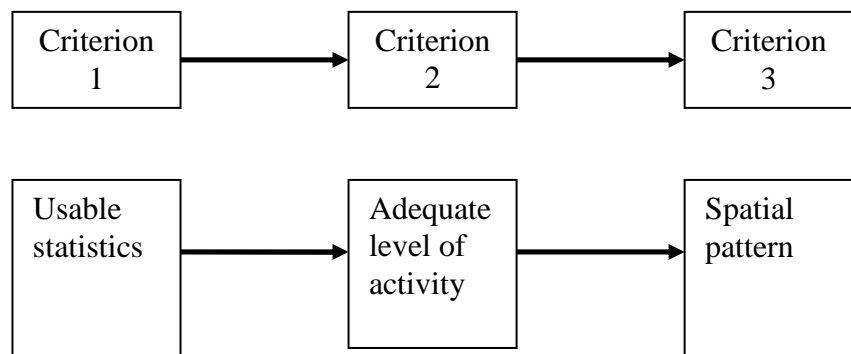 Criterion
1
Criterion
2
Criterion
3
Usable
statistics
Adequate
level of
activity
Spatial
pattern